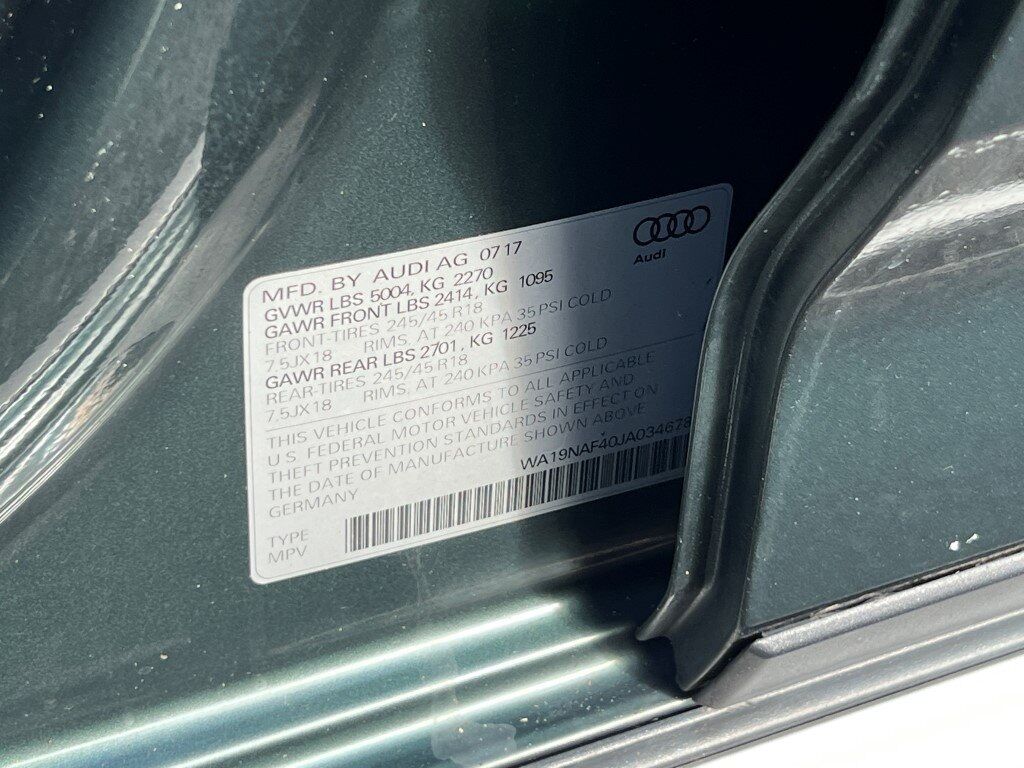 MFD. BY AUDI AG 07 17
GVWR LBS 5004, KG 2270
GAWR FRONT LBS 2414, KG 1095
FRONT-TIRES 245/45 R18
7.5JX18 RIMS, AT 240 KPA 35 PSI COLD
GAWR REAR LBS 2701, KG 1225
REAR-TIRES 245/45 R18
7.5JX18 RIMS, AT 240 KPA 35 PSI COLD
Audi
THIS VEHICLE CONFORMS TO ALL APPLICABLE
U.S. FEDERAL MOTOR VEHICLE SAFETY AND
THEFT PREVENTION STANDARDS IN EFFECT ON
THE DATE OF MANUFACTURE SHOWN ABOVE
GERMANY
WA19NAF40JA034678
TYPE
MPV